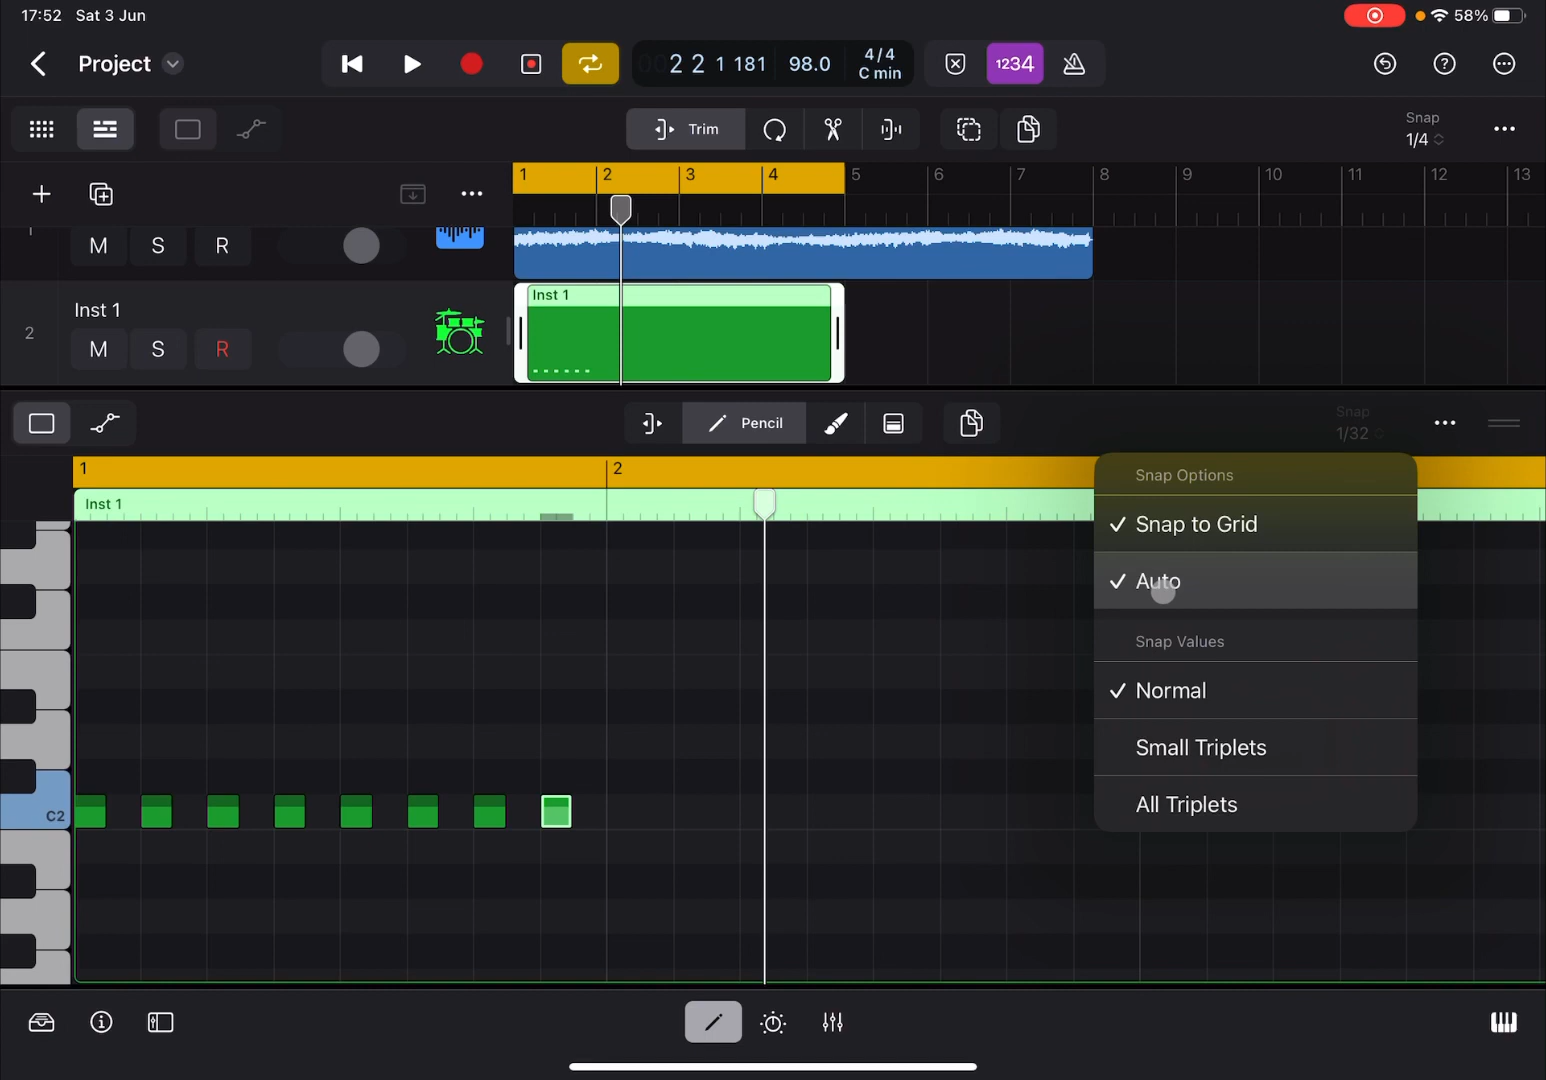 17:52 Sat 3 Jun
58%
Project
2 2 1 181 98.0 4/4
C min
1234
Trim
Snap
1/4
1 2 3 4 5 6 7 8 9 10 11 12 13
1
M S R
Inst 1
Inst 1
2
M S R
Pencil
Snap
1/32
1 2
Snap Options
Inst 1
Snap to Grid
Auto
Snap Values
Normal
Small Triplets
All Triplets
C2